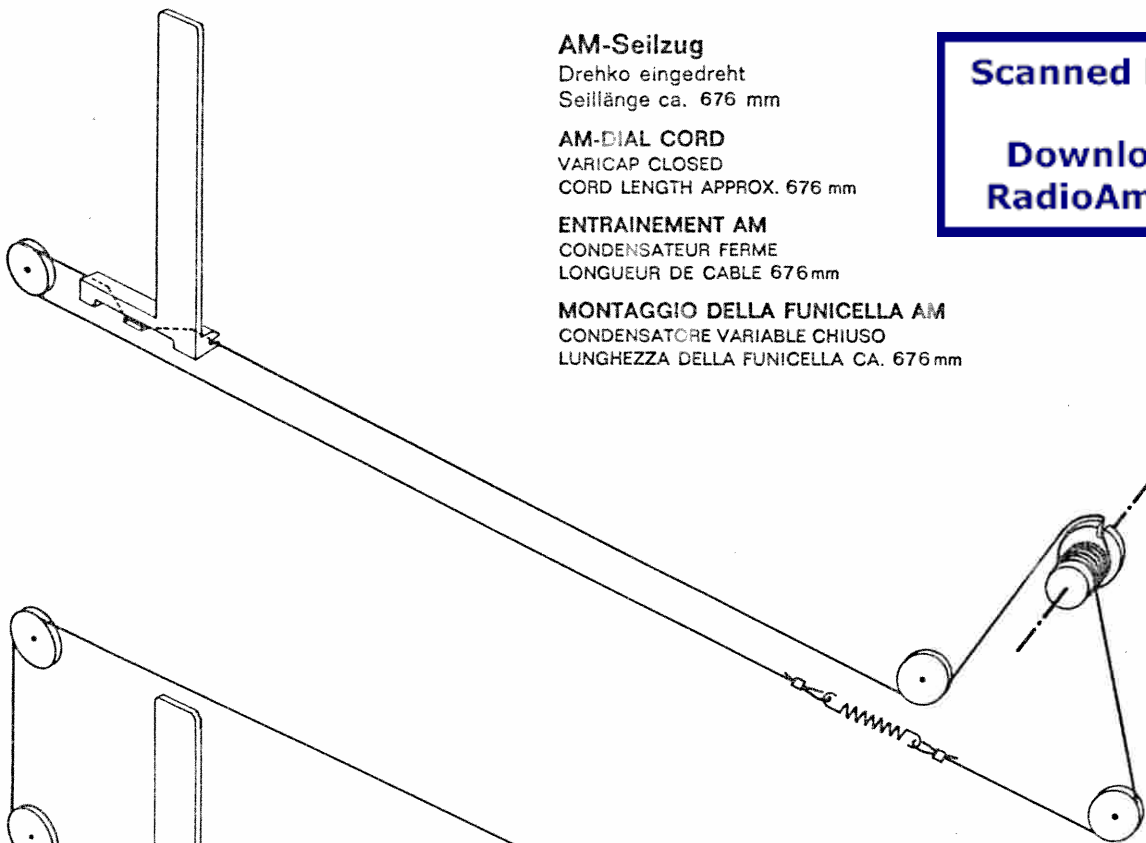 AM-Seilzug
Drehko eingedreht
Seillänge ca. 676 mm
AM-DIAL CORD
VARICAP CLOSED
CORD LENGTH APPROX. 676 mm
ENTRAINEMENT AM
CONDENSATEUR FERME
LONGUEUR DE CABLE 676 mm
MONTAGGIO DELLA FUNICELLA AM
CONDENSATORE VARIABLE CHIUSO
LUNGHEZZA DELLA FUNICELLA CA. 676 mm
Scanned
Downlo
RadioAm